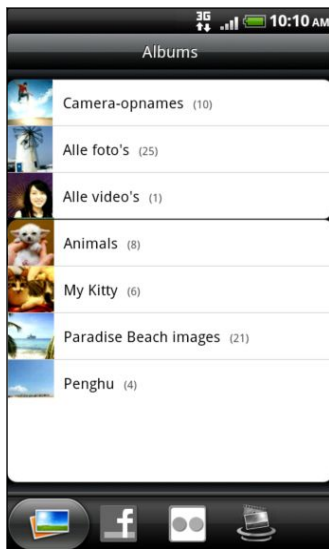 3G 10:10 AM
Albums
Camera-opnames (10)
Alle foto's (25)
Alle video's (1)
Animals (8)
My Kitty (6)
Paradise Beach images (21)
Penghu (4)
f